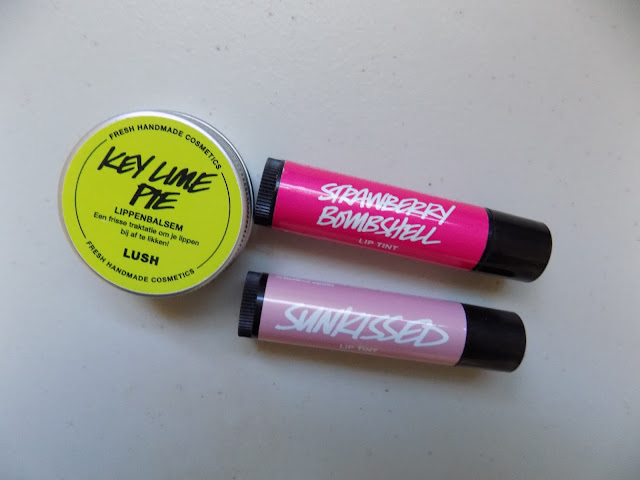 FRESH HANDMADE COSMETICS
KEY LIME
PIE
LIPPENBALSEM
Een frisse traktatie om je lippen
bij af te likken!
LUSH
FRESH HANDMADE COSMETICS
STRAWBERRY
BOMBSHELL
LIP TINT
SUNKISSED
LIP TINT